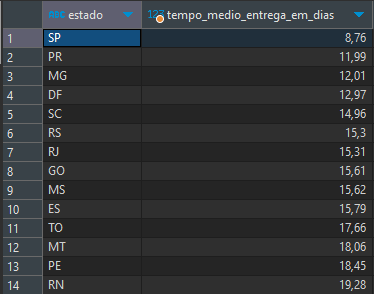 ABC estado 123 tempo_medio_entrega_em_dias
1 SP 8,76
2 PR 11,99
3 MG 12,01
4 DF 12,97
5 SC 14,96
6 RS 15,3
7 RJ 15,31
8 GO 15,61
9 MS 15,62
10 ES 15,79
11 TO 17,66
12 MT 18,06
13 PE 18,45
14 RN 19,28